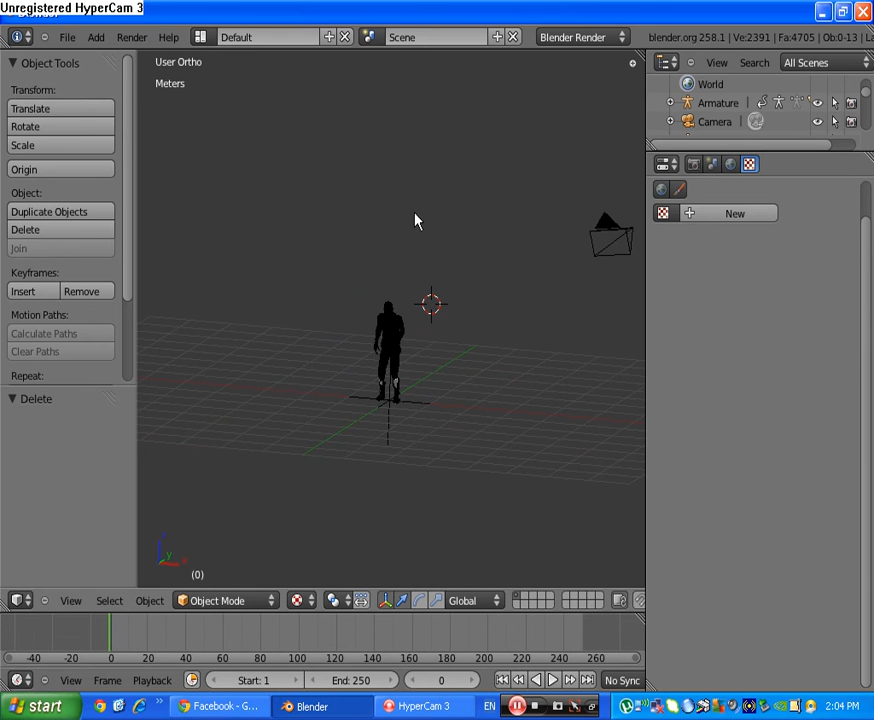 Unregistered HyperCam 3
File Add Render Help Default Scene Blender Render blender.org 258.1 | Ve:2391 | Fa:4705 | Ob:0-13 | La
Object Tools
User Ortho
Meters
View Search All Scenes
World
Armature
Camera
Transform:
Translate
Rotate
Scale
Origin
Object:
Duplicate Objects
Delete
Join
New
Keyframes:
Insert Remove
Motion Paths:
Calculate Paths
Clear Paths
Repeat:
Delete
z
y
x
(0)
View Select Object Object Mode Global
-40 -20 0 20 40 60 80 100 120 140 160 180 200 220 240 260
View Frame Playback Start: 1 End: 250 0 No Sync
start Facebook - G... Blender HyperCam 3 EN 2:04 PM